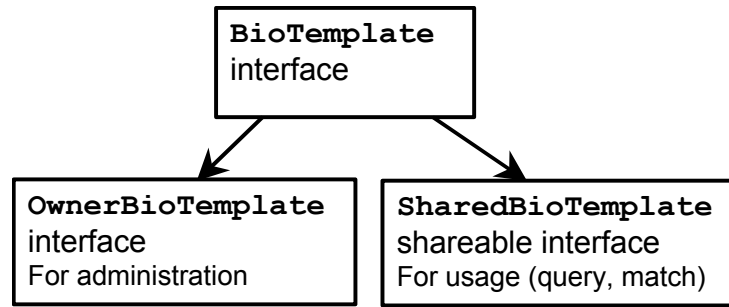 BioTemplate
interface
OwnerBioTemplate
interface
For administration
SharedBioTemplate
shareable interface
For usage (query, match)